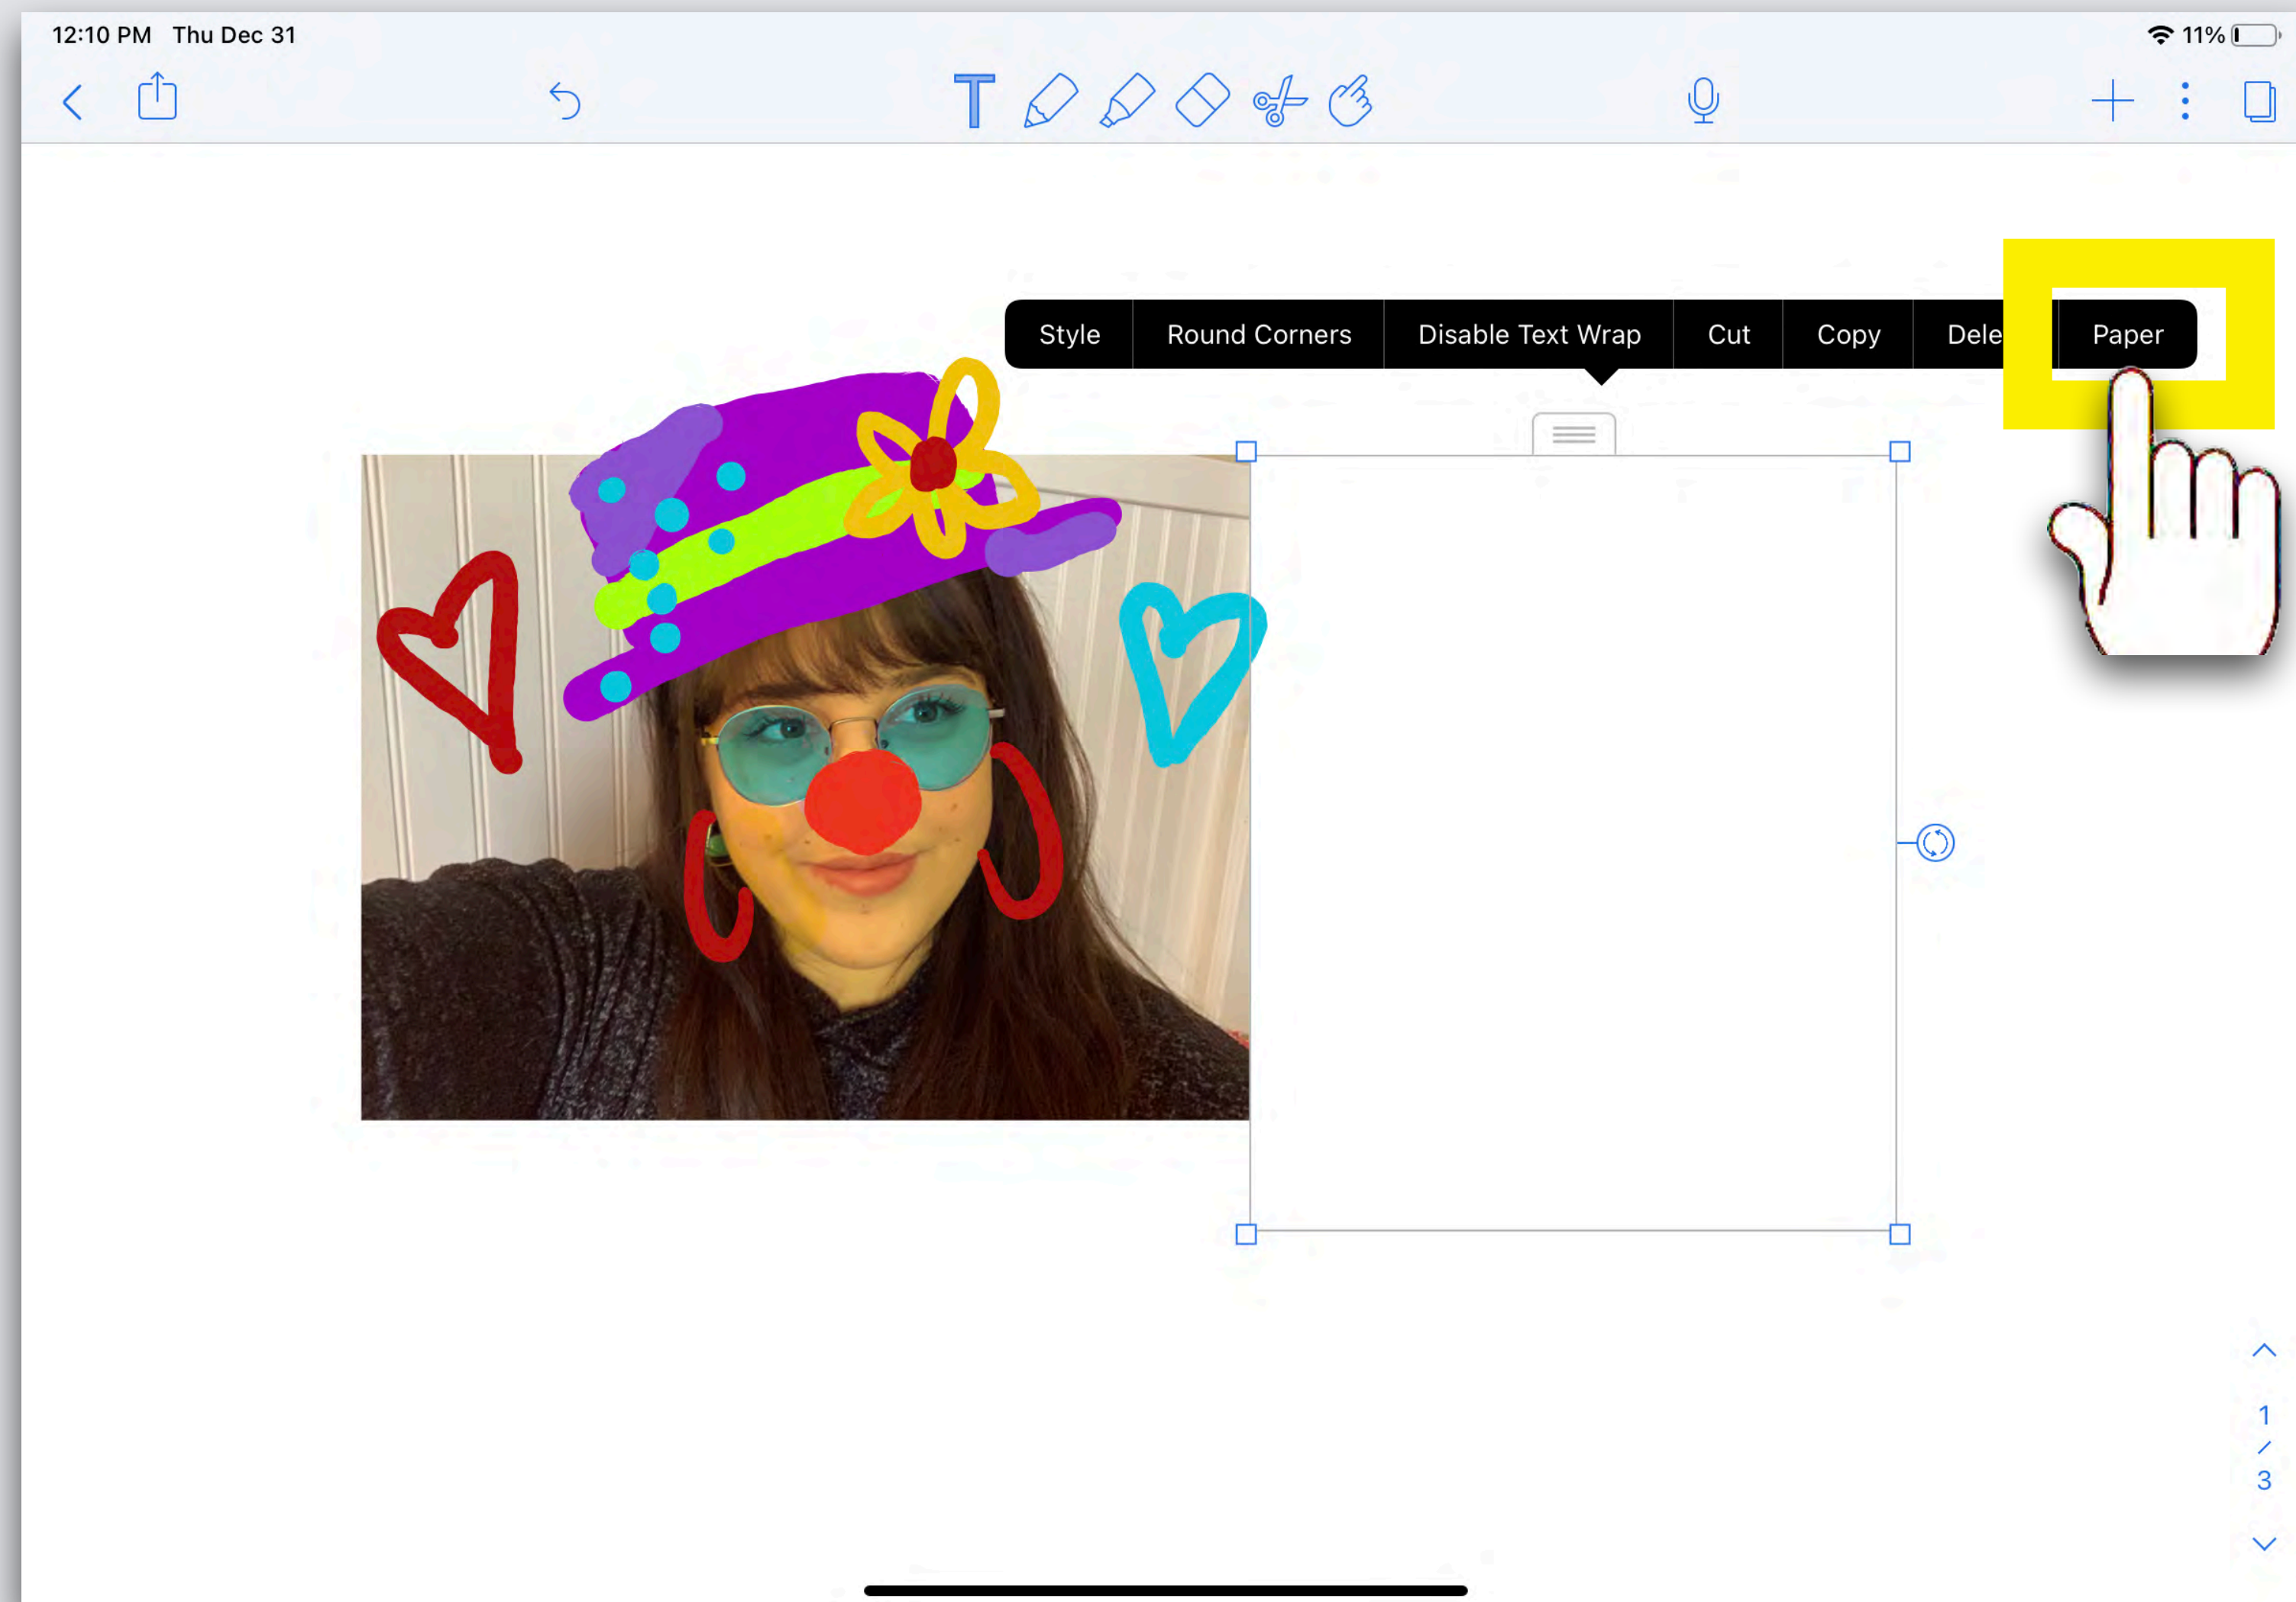 12:10 PM Thu Dec 31 11%
T
Style Round Corners Disable Text Wrap Cut Copy Dele Paper
1
/
3